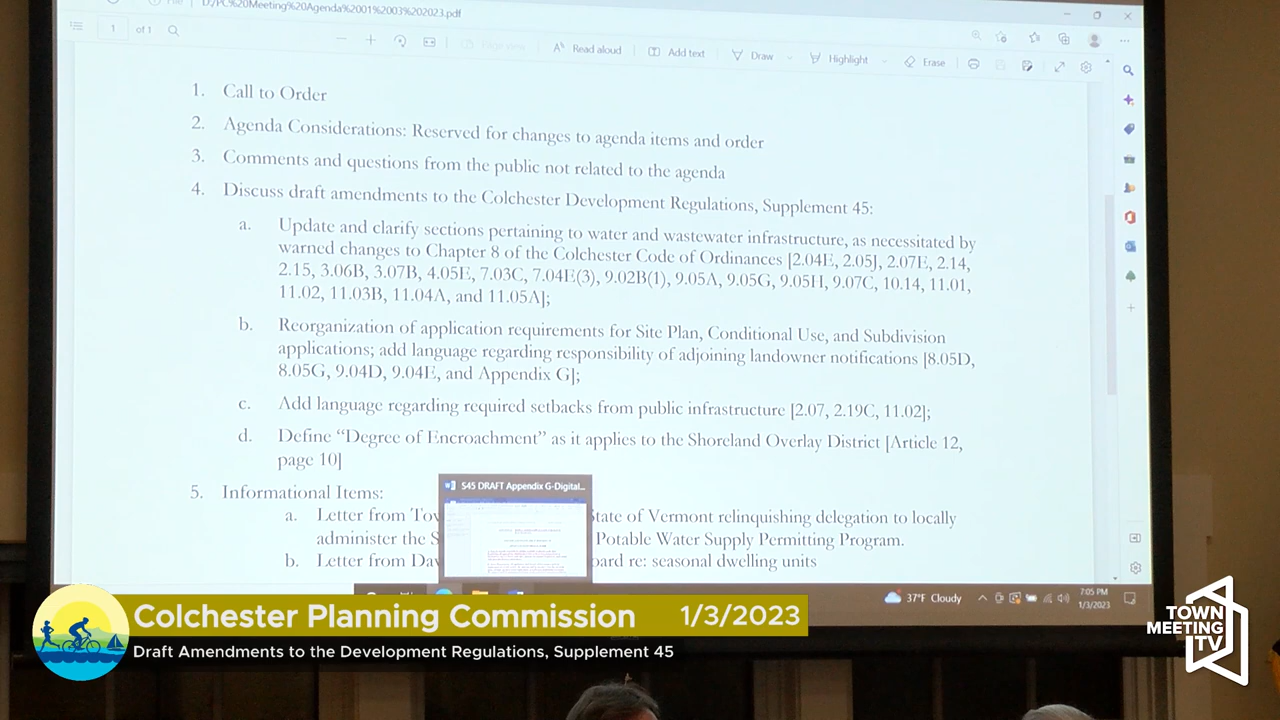 D:/PC%20Meeting%20Agenda%2001%2003%202023.pdf
1 of 1
Page view
Read aloud
Add text
Draw
Highlight
Erase
1. Call to Order
2. Agenda Considerations: Reserved for changes to agenda items and order
3. Comments and questions from the public not related to the agenda
4. Discuss draft amendments to the Colchester Development Regulations, Supplement 45:
a. Update and clarify sections pertaining to water and wastewater infrastructure, as necessitated by
warned changes to Chapter 8 of the Colchester Code of Ordinances [2.04E, 2.05J, 2.07E, 2.14,
2.15, 3.06B, 3.07B, 4.05E, 7.03C, 7.04E(3), 9.02B(1), 9.05A, 9.05G, 9.05H, 9.07C, 10.14, 11.01,
11.02, 11.03B, 11.04A, and 11.05A];
b. Reorganization of application requirements for Site Plan, Conditional Use, and Subdivision
applications; add language regarding responsibility of adjoining landowner notifications [8.05D,
8.05G, 9.04D, 9.04E, and Appendix G];
c. Add language regarding required setbacks from public infrastructure [2.07, 2.19C, 11.02];
d. Define “Degree of Encroachment” as it applies to the Shoreland Overlay District [Article 12,
page 10]
5. Informational Items:
S45 DRAFT Appendix G-Digital...
a. Letter from Tov State of Vermont relinquishing delegation to locally
administer the S Potable Water Supply Permitting Program.
b. Letter from Dav oard re: seasonal dwelling units
37°F Cloudy
7:05 PM
1/3/2023
Colchester Planning Commission 1/3/2023
Draft Amendments to the Development Regulations, Supplement 45
TOWN
MEETING
TV